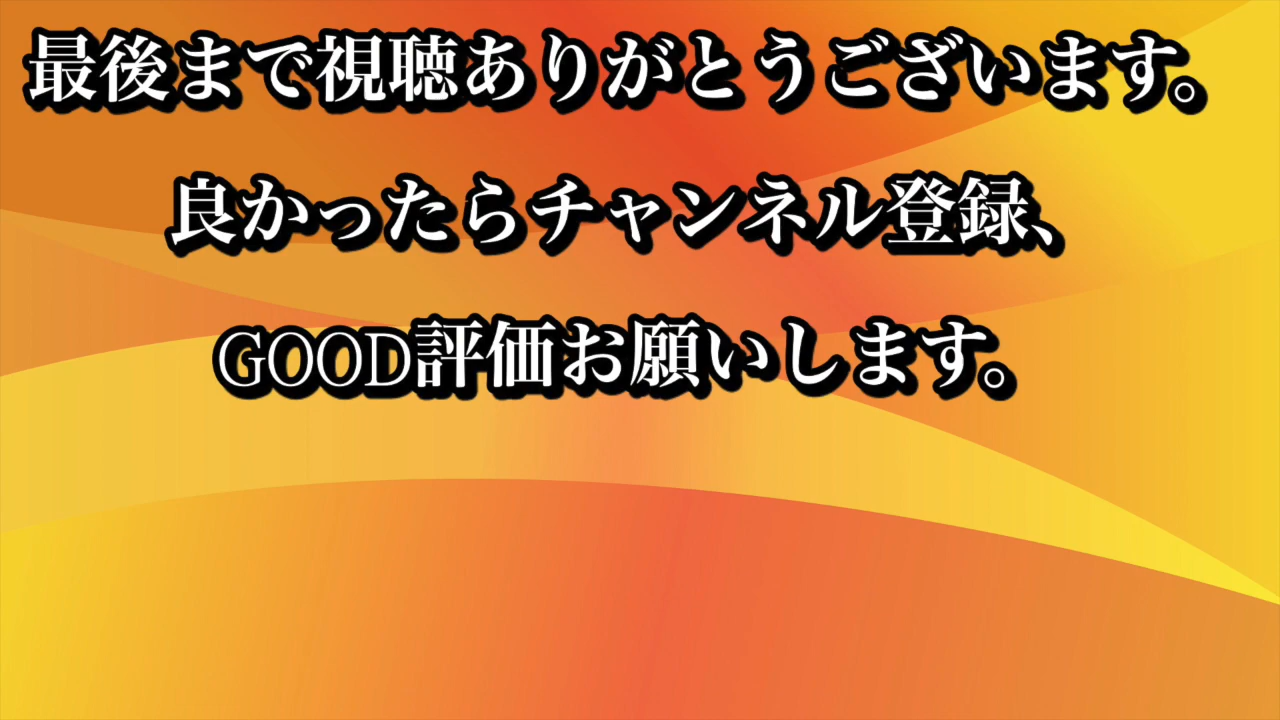 最後まで視聴ありがとうございます。
良かったらチャンネル登録、
GOOD評価お願いします。